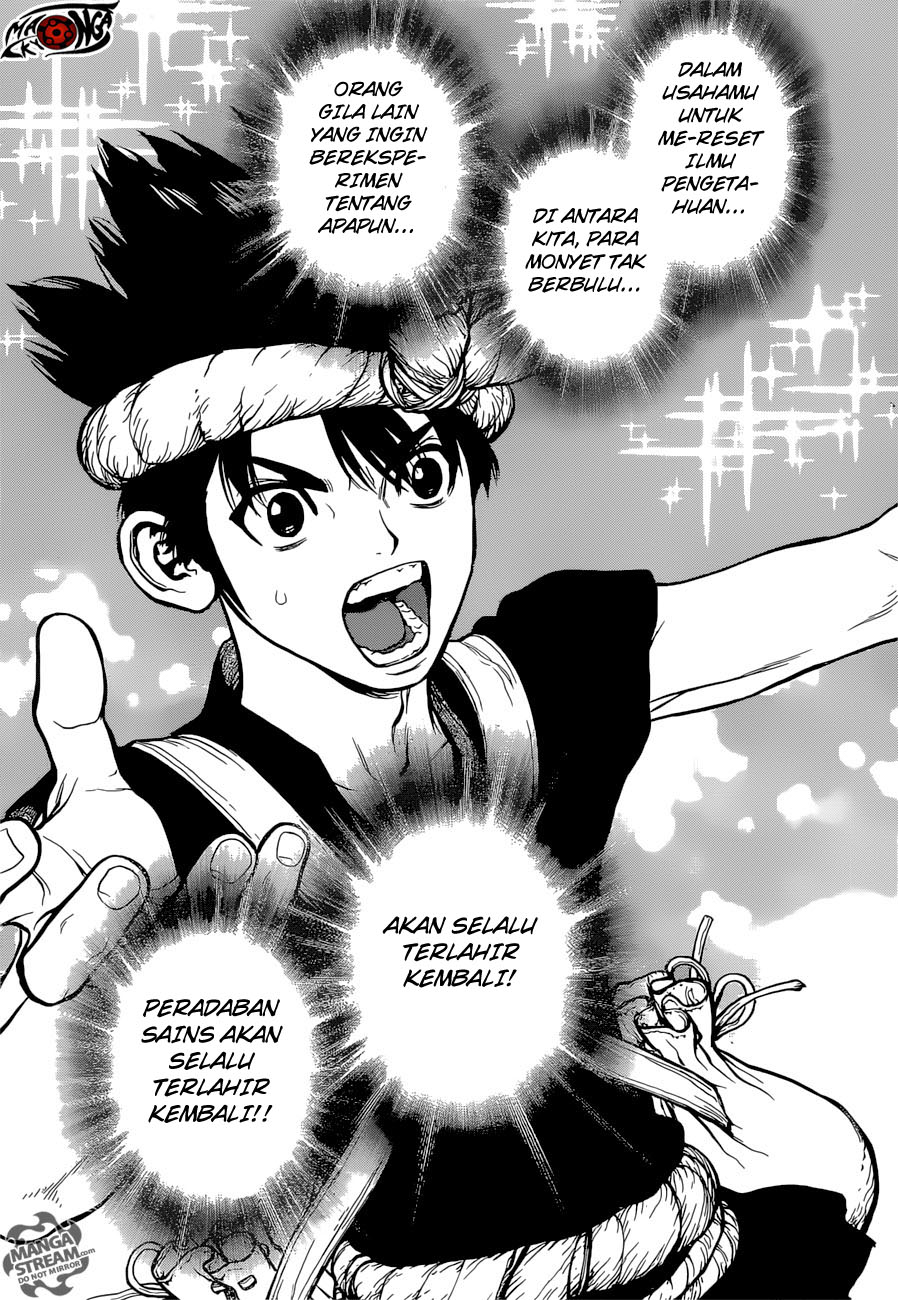 DALAM
USAHAMU
UNTUK
ME-RESET
ILMU
PENGETA-
HUAN...
DI ANTARA
KITA, PARA
MONYET TAK
BERBULU...
ORANG
GILA LAIN
YANG INGIN
BEREKSPE-
RIMEN
TENTANG
APAPUN...
AKAN SELALU
TERLAHIR
KEMBALI!
PERADABAN
SAINS AKAN
SELALU
TERLAHIR
KEMBALI!!
MANGA
STREAM.com
DO NOT MIRROR